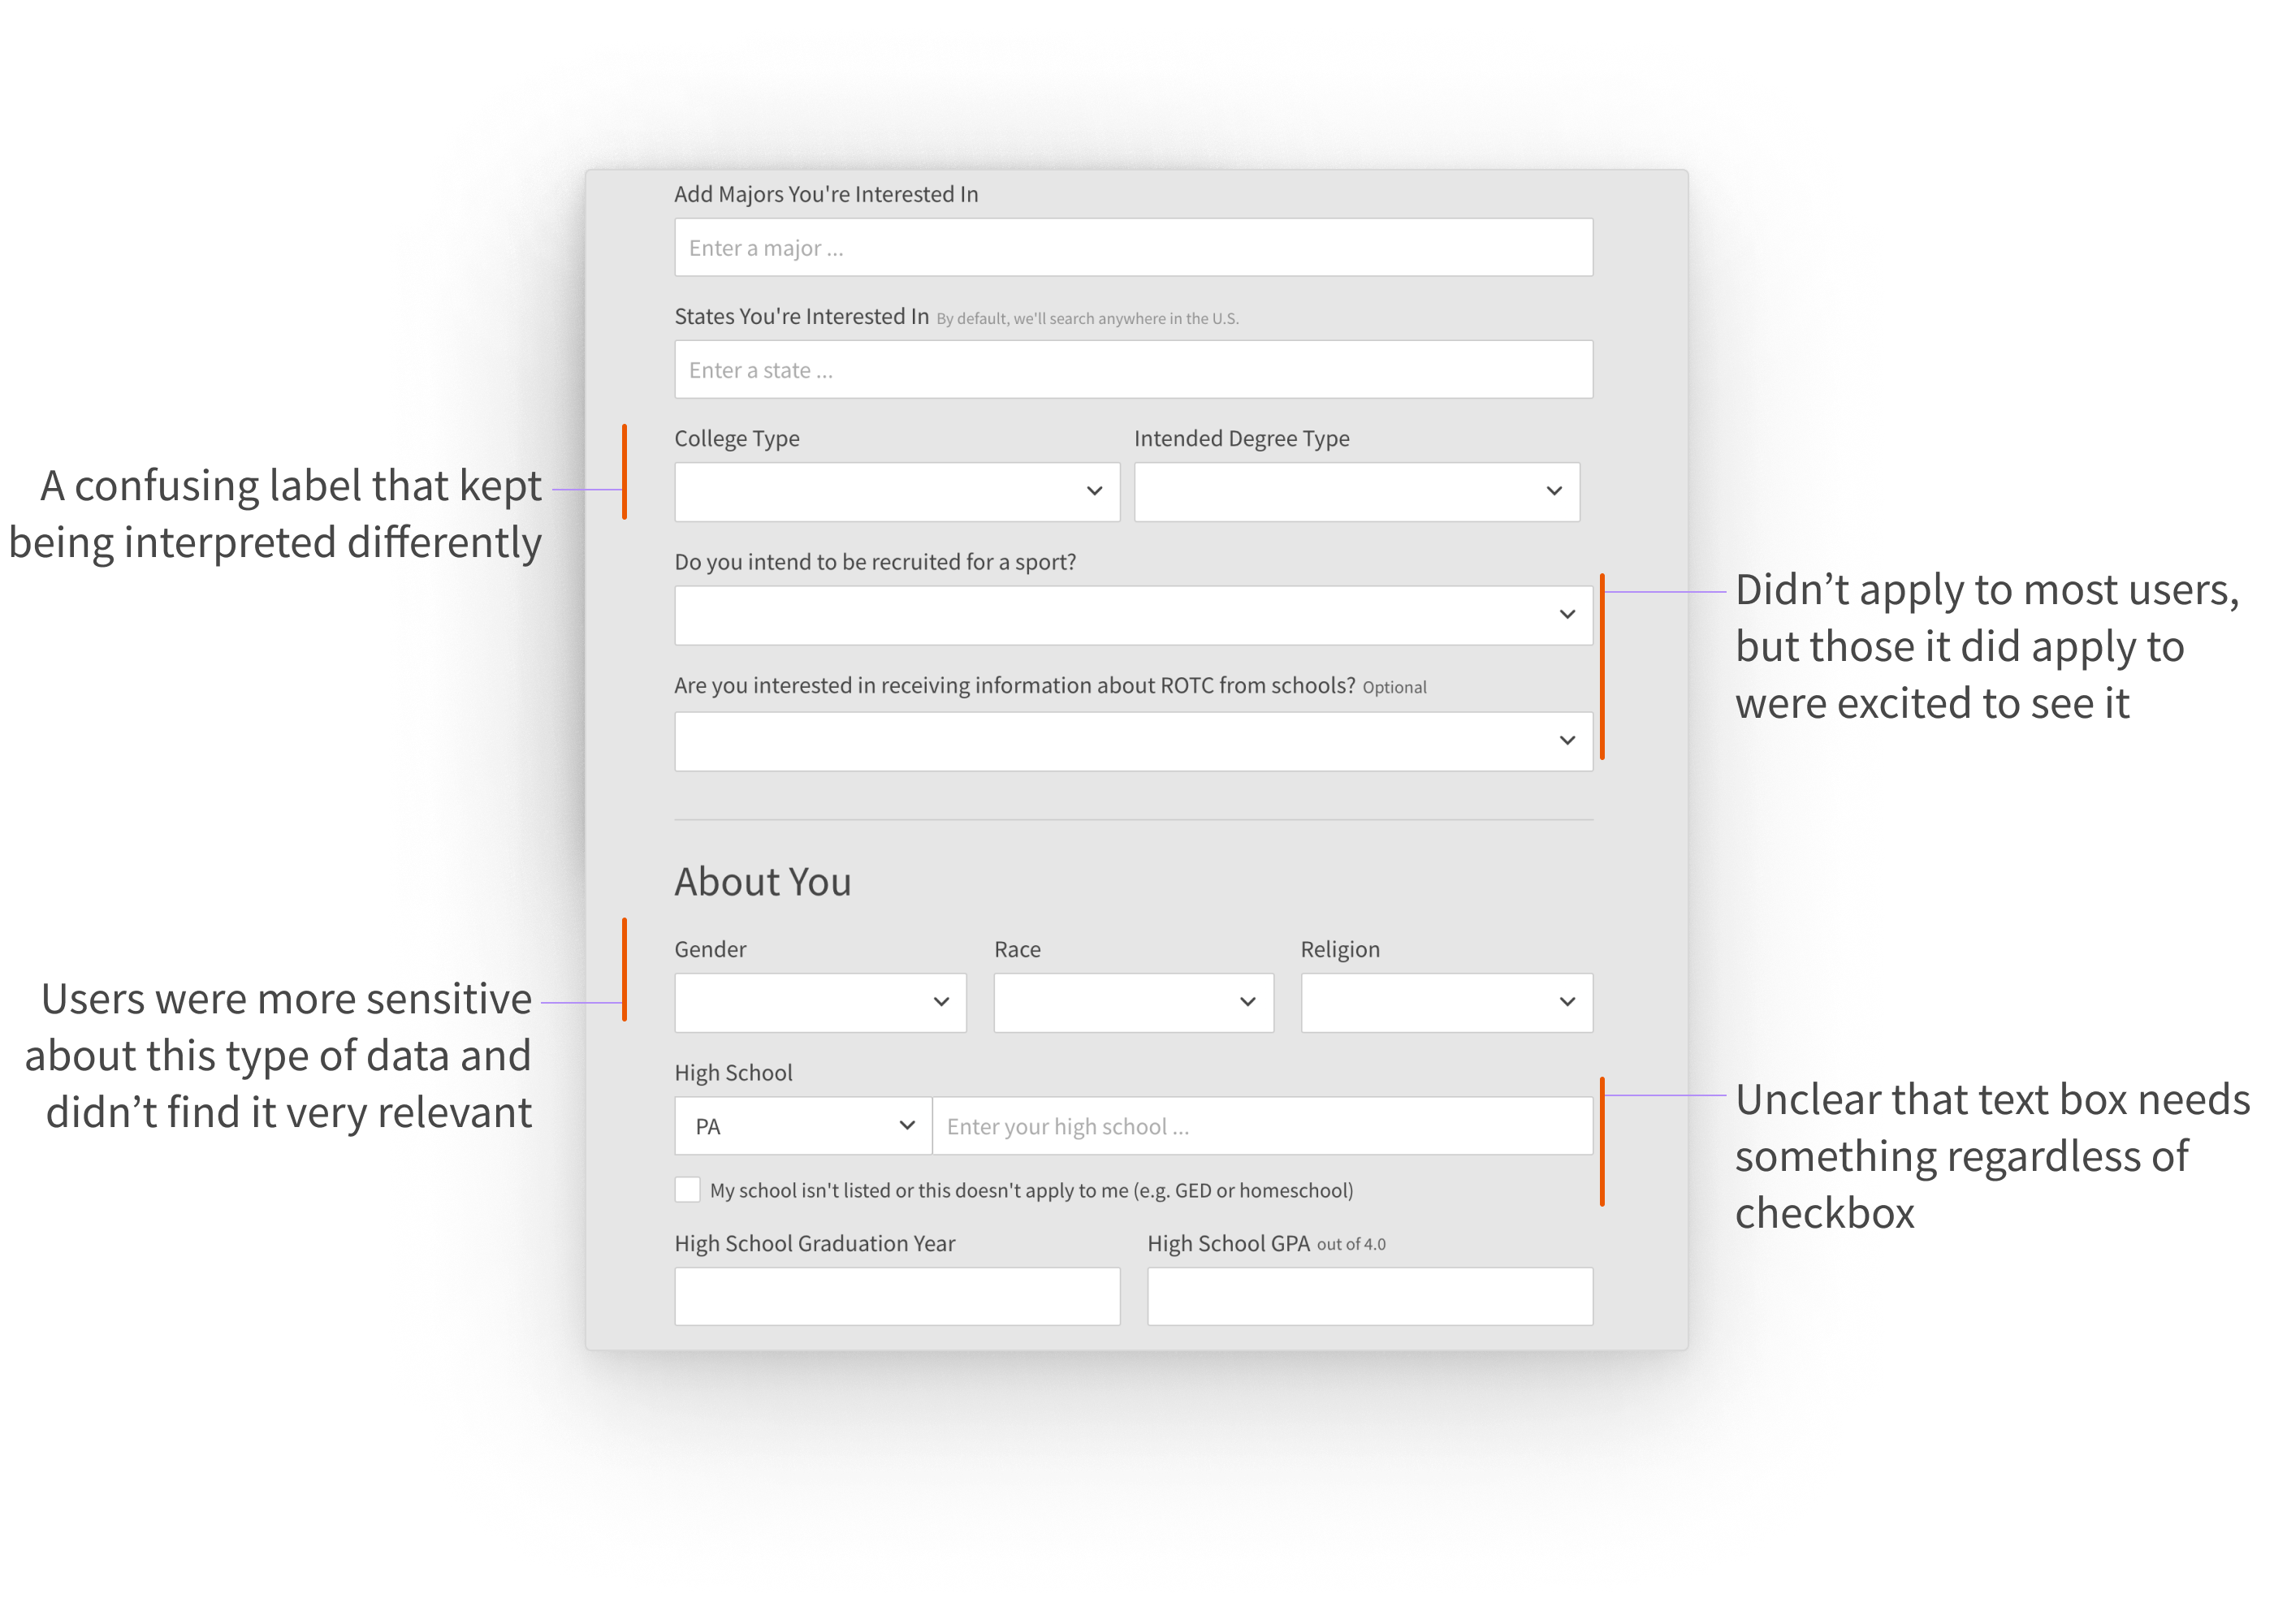 Add Majors You're Interested In
Enter a major ...
States You're Interested In By default, we'll search anywhere in the U.S.
Enter a state ...
College Type
Intended Degree Type
A confusing label that kept
being interpreted differently
Do you intend to be recruited for a sport?
Are you interested in receiving information about ROTC from schools? Optional
Didn’t apply to most users,
but those it did apply to
were excited to see it
About You
Gender
Race
Religion
Users were more sensitive
about this type of data and
didn’t find it very relevant
High School
PA
Enter your high school ...
My school isn't listed or this doesn't apply to me (e.g. GED or homeschool)
Unclear that text box needs
something regardless of
checkbox
High School Graduation Year
High School GPA out of 4.0